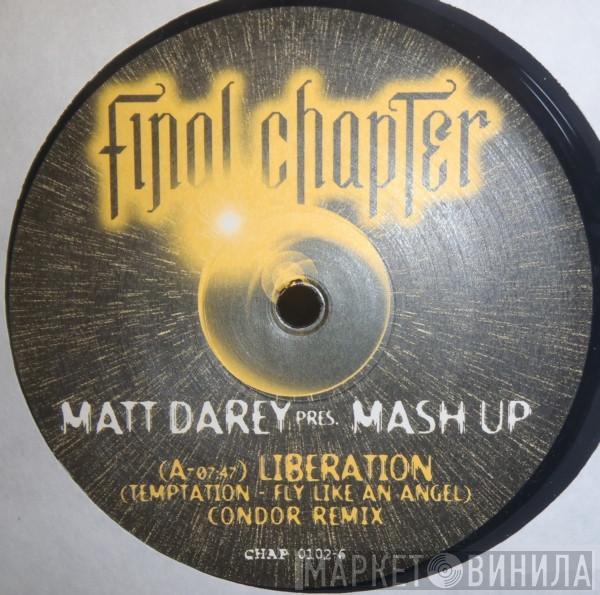 Final Chapter
MATT DAREY PRES. MASH UP
(A-07:47) LIBERATION
(TEMPTATION - FLY LIKE AN ANGEL)
CONDOR REMIX
CHAP 0102-6
МАРКЕТ ВИНИЛА